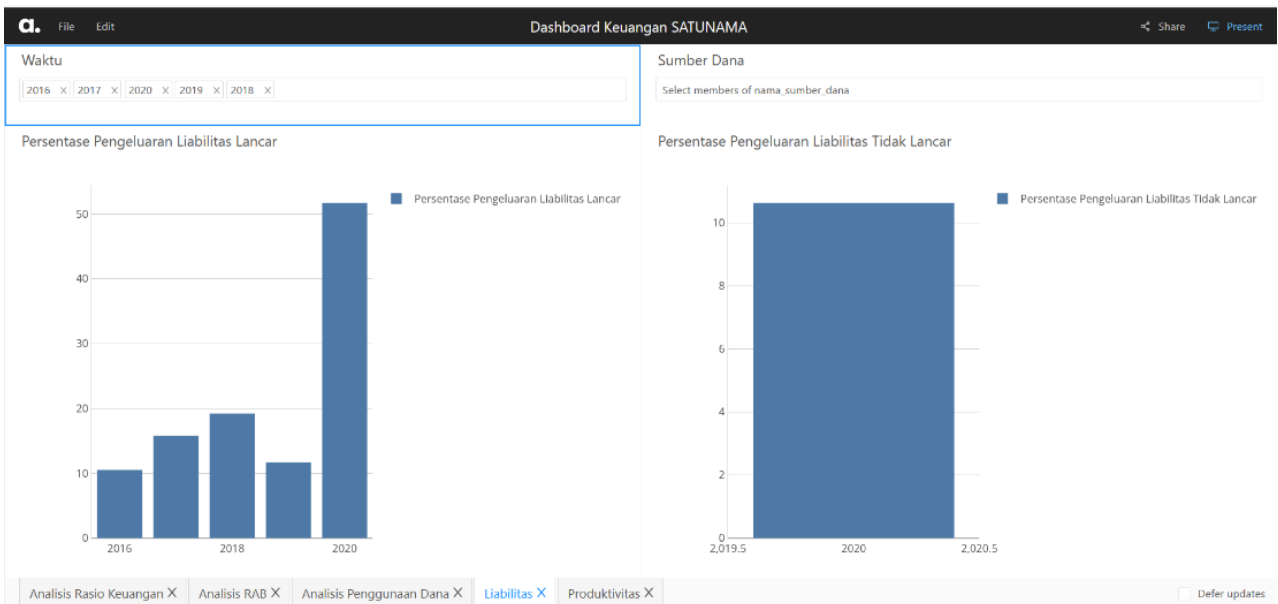 a. File Edit Dashboard Keuangan SATUNAMA Share Present
Waktu
2016 X 2017 X 2020 X 2019 X 2018 X
Sumber Dana
Select members of nama_sumber_dana
Persentase Pengeluaran Liabilitas Lancar
Persentase Pengeluaran Liabilitas Lancar
50
40
30
20
10
0
2016 2018 2020
Persentase Pengeluaran Liabilitas Tidak Lancar
Persentase Pengeluaran Liabilitas Tidak Lancar
10
8
6
4
2
0
2,019.5 2020 2,020.5
Analisis Rasio Keuangan X Analisis RAB X Analisis Penggunaan Dana X Liabilitas X Produktivitas X Defer updates